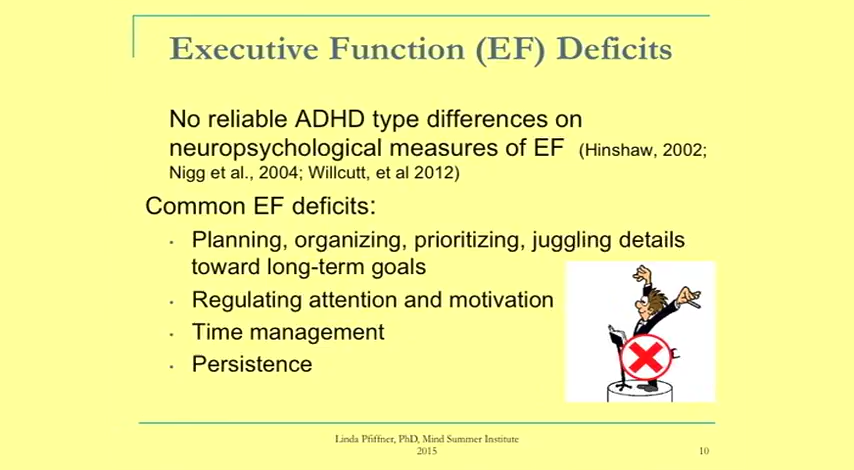 Executive Function (EF) Deficits
No reliable ADHD type differences on
neuropsychological measures of EF (Hinshaw, 2002;
Nigg et al., 2004; Willcutt, et al 2012)
Common EF deficits:
· Planning, organizing, prioritizing, juggling details
toward long-term goals
· Regulating attention and motivation
· Time management
· Persistence
Linda Pfiffner, PhD, Mind Summer Institute
2015
10